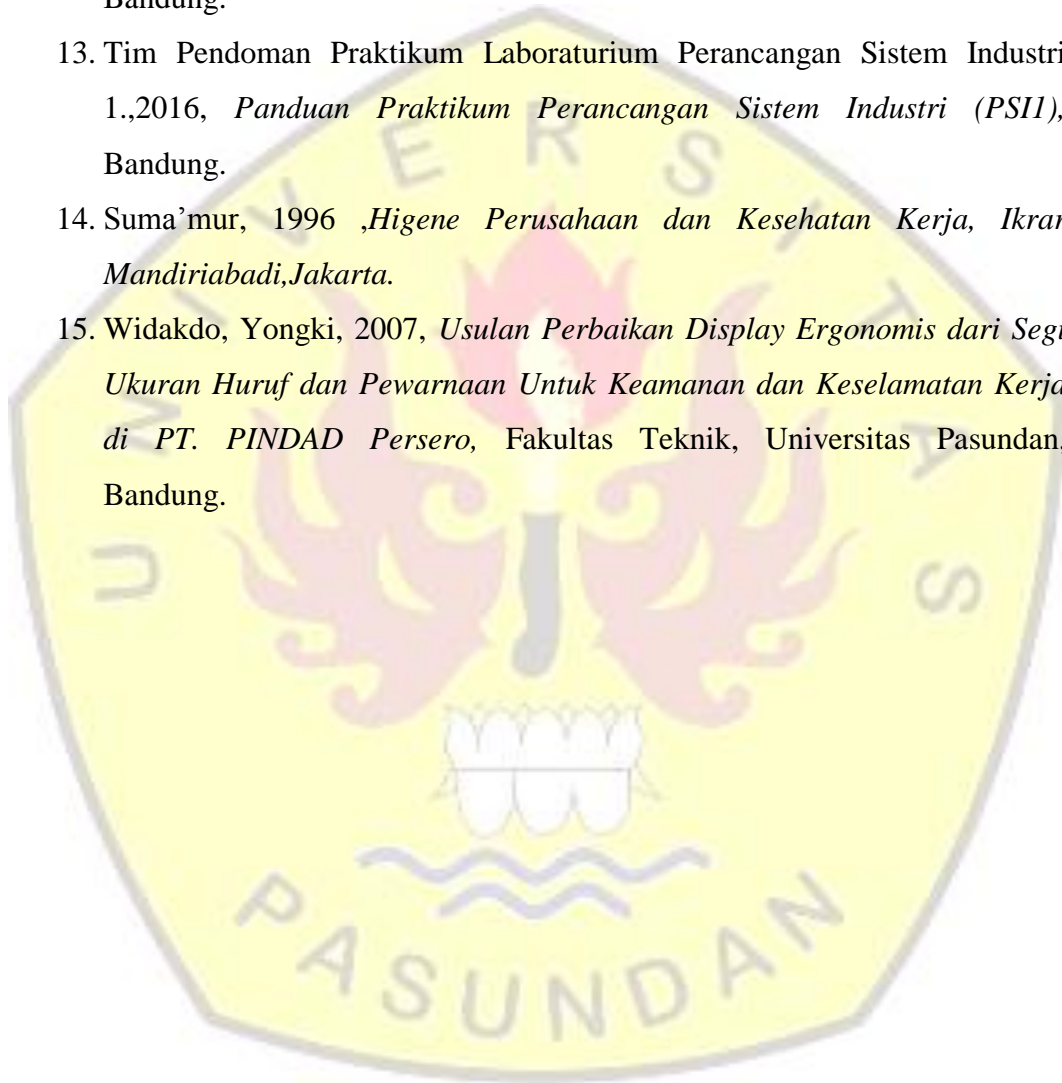 Bandung.
13. Tim Pendoman Praktikum Laboraturium Perancangan Sistem Industri
1.,2016, Panduan Praktikum Perancangan Sistem Industri (PSI1),
Bandung.
14. Suma’mur, 1996 ,Higene Perusahaan dan Kesehatan Kerja, Ikran
Mandiriabadi,Jakarta.
15. Widakdo, Yongki, 2007, Usulan Perbaikan Display Ergonomis dari Segi
Ukuran Huruf dan Pewarnaan Untuk Keamanan dan Keselamatan Kerja
di PT. PINDAD Persero, Fakultas Teknik, Universitas Pasundan,
Bandung.
UNIVERSITAS
PASUNDAN